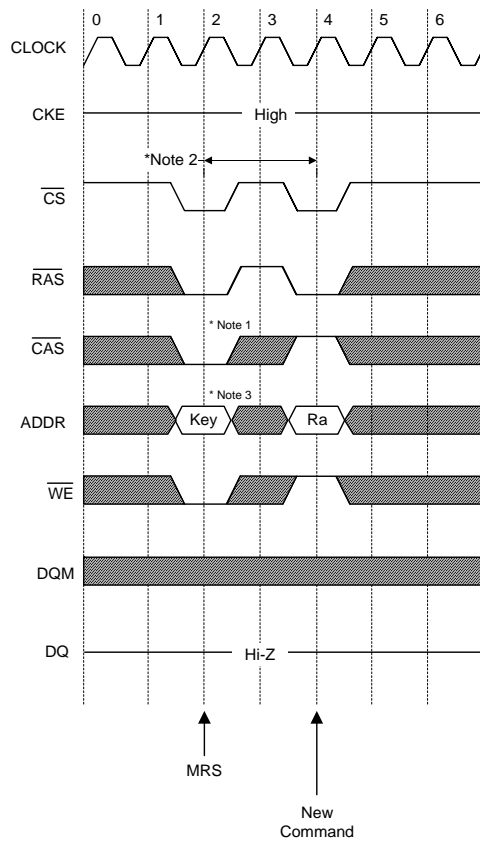 0 1 2 3 4 5 6
CLOCK
CKE High
*Note 2
CS
RAS
* Note 1
CAS
* Note 3
ADDR Key Ra
WE
DQM
DQ Hi-Z
MRS
New
Command